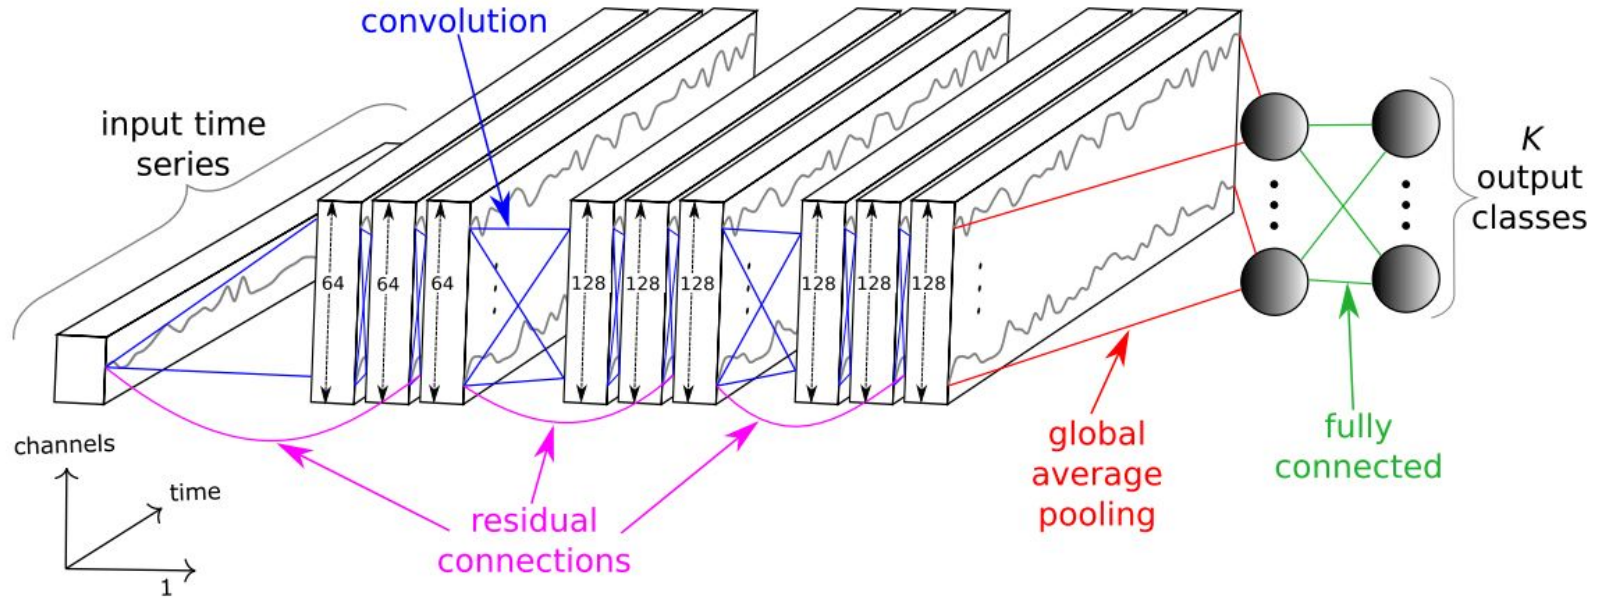 convolution
input time
series
K
output
classes
64
64
64
128
128
128
128
128
128
channels
time
1
residual
connections
global
average
pooling
fully
connected